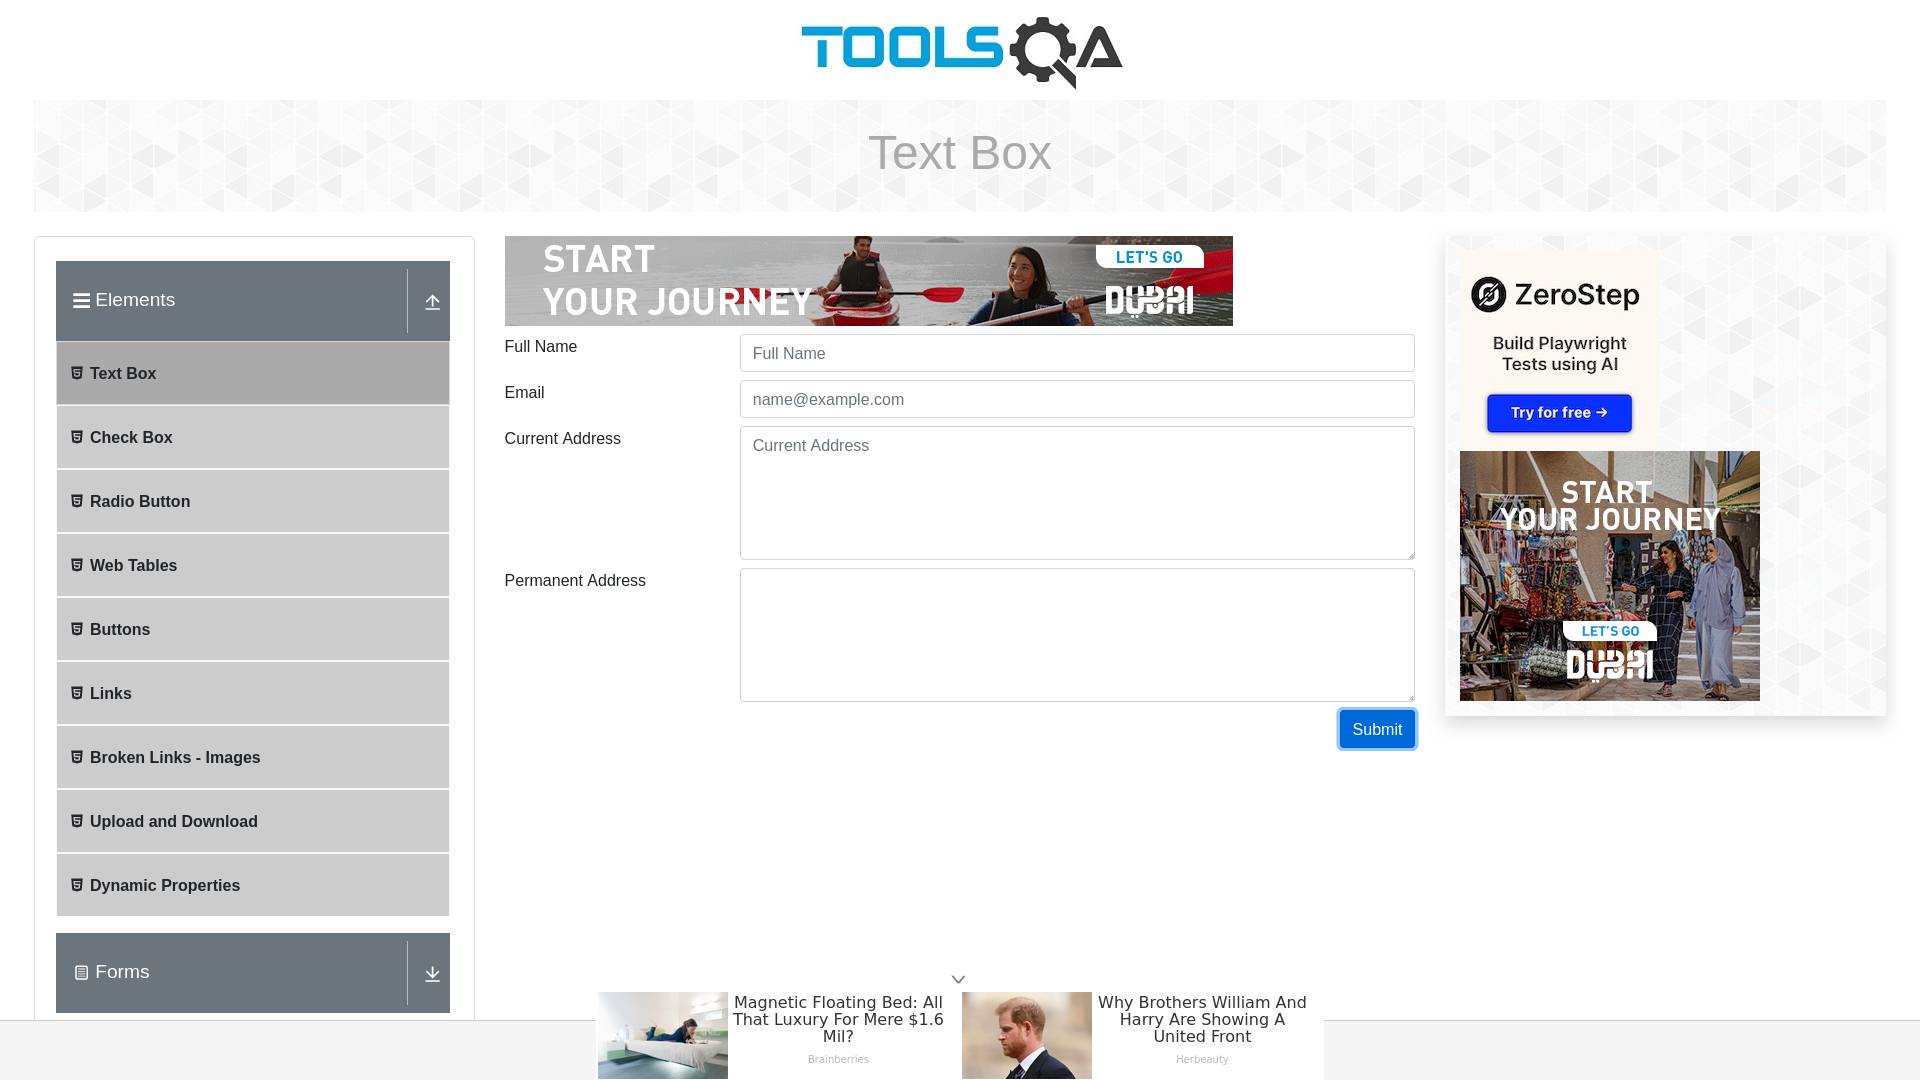 TOOLSQA
Text Box
Elements
Text Box
Check Box
Radio Button
Web Tables
Buttons
Links
Broken Links - Images
Upload and Download
Dynamic Properties
Forms
START
YOUR JOURNEY
LET'S GO
DUBAI
Full Name
Full Name
Email
name@example.com
Current Address
Current Address
Permanent Address
Submit
ZeroStep
Build Playwright
Tests using AI
Try for free →
START
YOUR JOURNEY
LET'S GO
DUBAI
Magnetic Floating Bed: All
That Luxury For Mere $1.6
Mil?
Brainberries
Why Brothers William And
Harry Are Showing A
United Front
Herbeauty